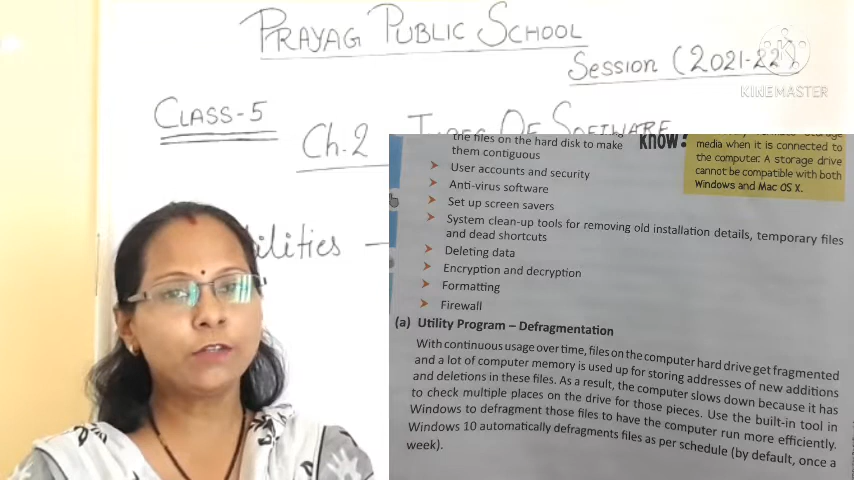 PRAYAG PUBLIC SCHOOL
SESSION (2021-22)
KINEMASTER
CLASS-5
Ch.2 TYPES OF SOFTWARE
ilities —
the files on the hard disk to make
them contiguous
➤ User accounts and security
➤ Anti-virus software
➤ Set up screen savers
➤ System clean-up tools for removing old installation details, temporary files
and dead shortcuts
➤ Deleting data
➤ Encryption and decryption
➤ Formatting
➤ Firewall
know?
storage
media when it is connected to
the computer. A storage drive
cannot be compatible with both
Windows and Mac OS X.
(a) Utility Program – Defragmentation
With continuous usage over time, files on the computer hard drive get fragmented
and a lot of computer memory is used up for storing addresses of new additions
and deletions in these files. As a result, the computer slows down because it has
to check multiple places on the drive for those pieces. Use the built-in tool in
Windows to defragment those files to have the computer run more efficiently.
Windows 10 automatically defragments files as per schedule (by default, once a
week).